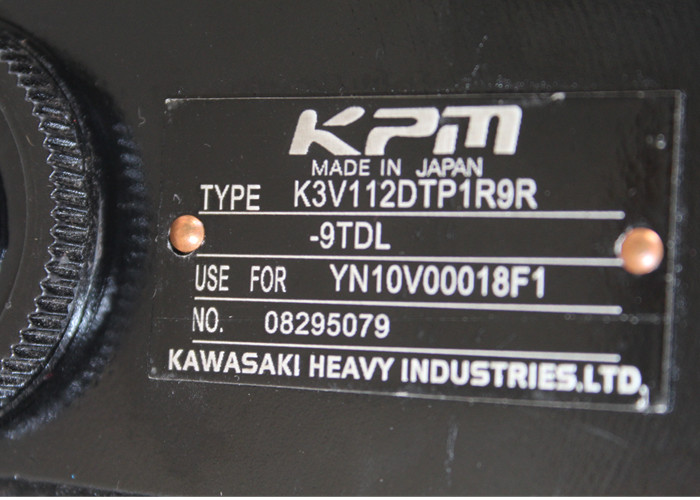 KPM
MADE IN JAPAN
TYPE K3V112DTP1R9R
-9TDL
USE FOR YN10V00018F1
NO. 08295079
KAWASAKI HEAVY INDUSTRIES.LTD.